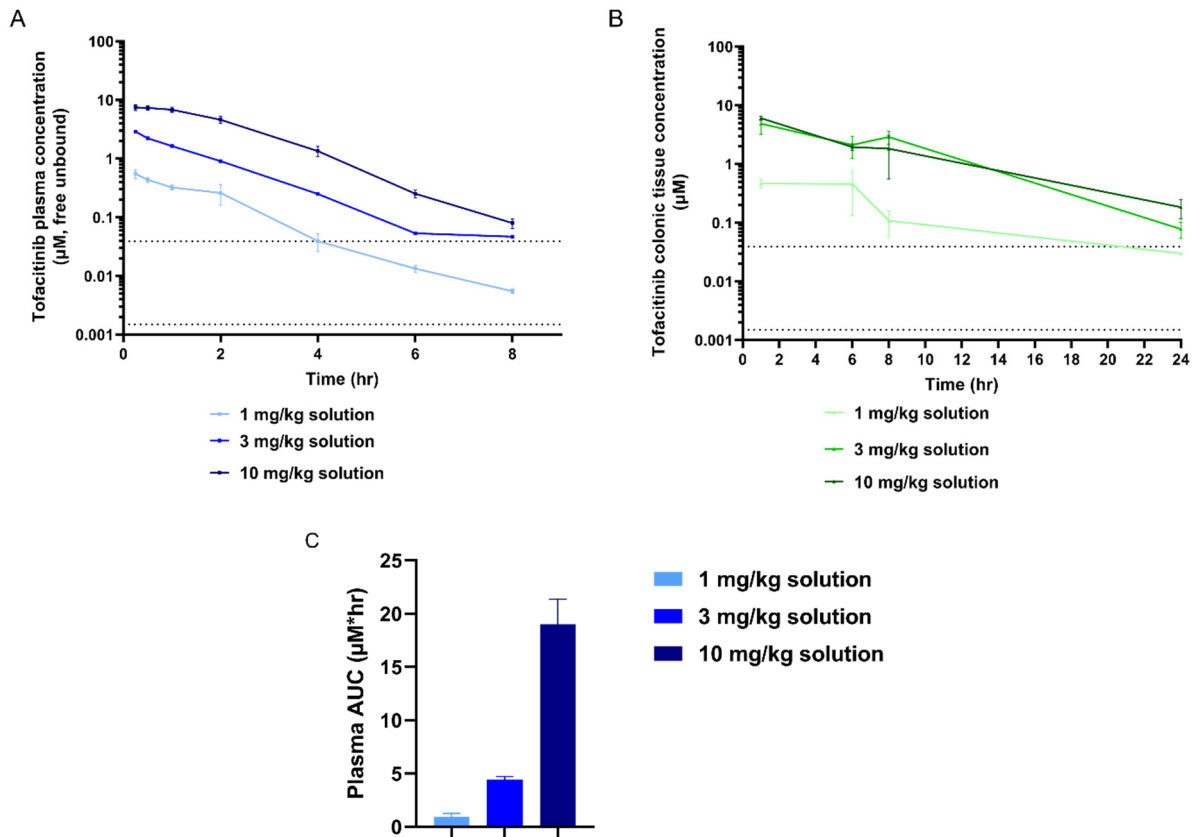 A
Tofacitinib plasma concentration
(µM, free unbound)
100
10
1
0.1
0.01
0.001
0
2
4
6
8
Time (hr)
1 mg/kg solution
3 mg/kg solution
10 mg/kg solution
B
Tofacitinib colonic tissue concentration
(µM)
100
10
1
0.1
0.01
0.001
0
2
4
6
8
10
12
14
16
18
20
22
24
Time (hr)
1 mg/kg solution
3 mg/kg solution
10 mg/kg solution
C
Plasma AUC (µM*hr)
25
20
15
10
5
0
1 mg/kg solution
3 mg/kg solution
10 mg/kg solution